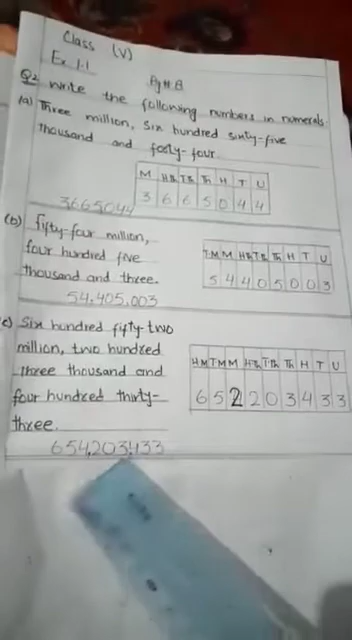 Class (V)
Ex 1.1
Pg# 8
Q2 Write the following numbers in numerals.
(a) Three million, six hundred sixty-five
thousand and forty-four
M HTh TTh Th H T U
3 6 6 5 0 4 4
3665044
(b) Fifty-four million,
four hundred five
thousand and three.
TM M HTh TTh Th H T U
5 4 4 0 5 0 0 3
54,405,003
(c) Six hundred fifty-two
million, two hundred
three thousand and
four hundred thirty-
three.
HM TM M HTh TTh Th H T U
6 5 2 2 0 3 4 3 3
654,203,433